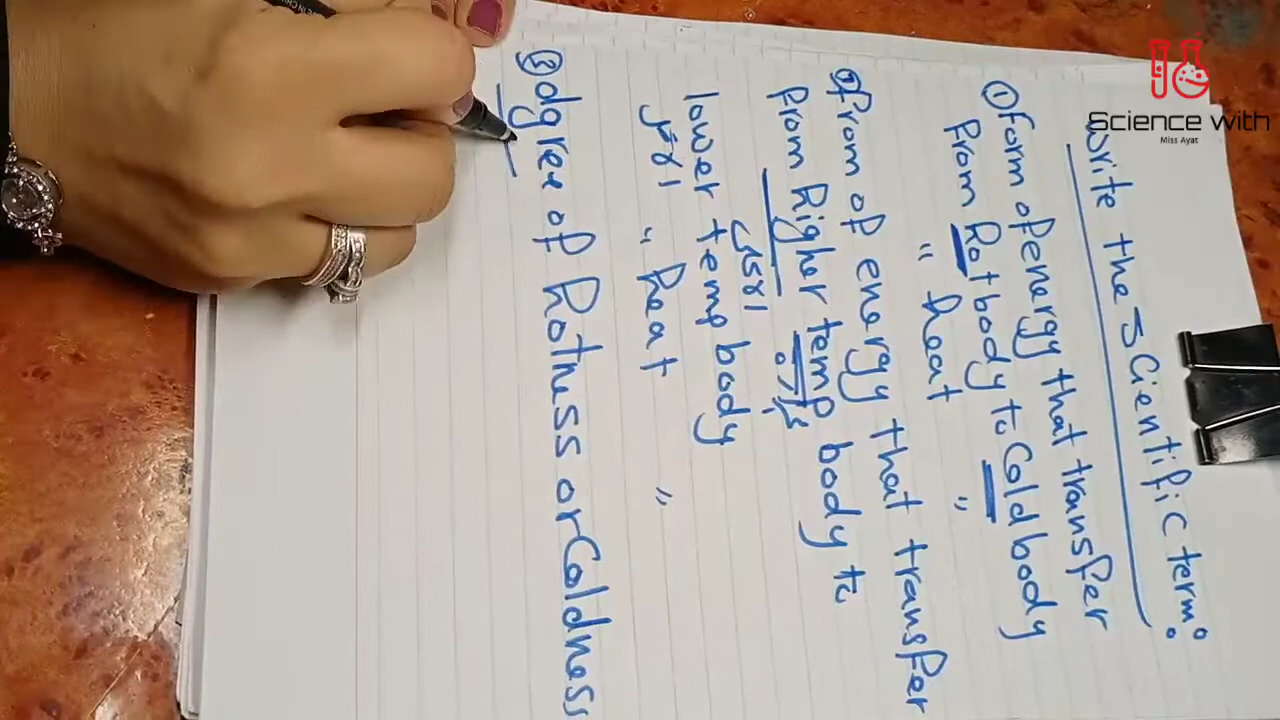 Science with
Miss Ayat
write the scientific term:
① form of energy that transfer
from hot body to Cold body
" heat "
② from of energy that transfer
from higher temp body to
lower temp body
" heat "
③ dgree of hotness or Coldness